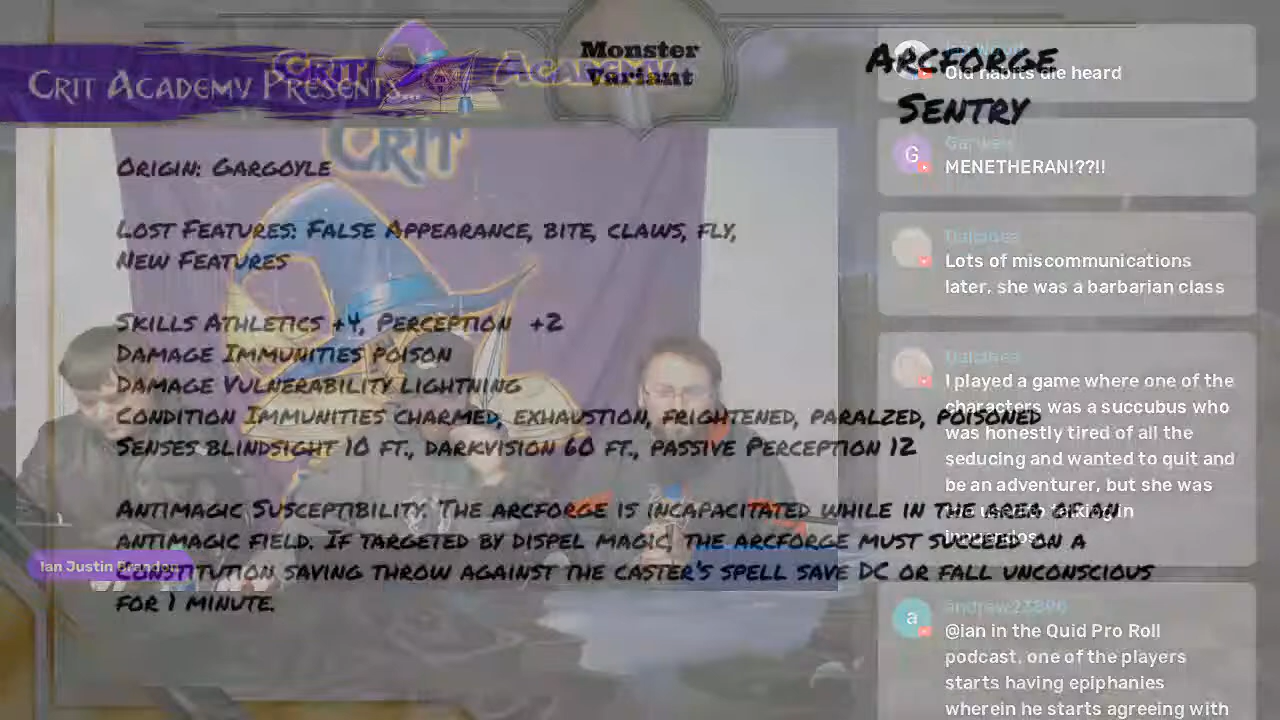 Crit Academy Presents...
Crit Academy
Monster
Variant
Arcforge
Sentry
Crit
Origin: Gargoyle
Lost Features: False Appearance, bite, claws, fly,
New Features
Skills Athletics +4, Perception +2
Damage Immunities poison
Damage Vulnerability lightning
Condition Immunities charmed, exhaustion, frightened, paralzed, poisoned
Senses blindsight 10 ft., darkvision 60 ft., passive Perception 12
Antimagic Susceptibility. The arcforge is incapacitated while in the area of an
antimagic field. If targeted by dispel magic, the arcforge must succeed on a
Constitution saving throw against the caster's spell save DC or fall unconscious
for 1 minute.
Ian Justin Brandon
Old habits die heard
G
MENETHERAN!??!!
Lots of miscommunications
later, she was a barbarian class
I played a game where one of the
characters was a succubus who
was honestly tired of all the
seducing and wanted to quit and
be an adventurer, but she was
in
innuendos.
a
andrew23896
@ian in the Quid Pro Roll
podcast, one of the players
starts having epiphanies
wherein he starts agreeing with